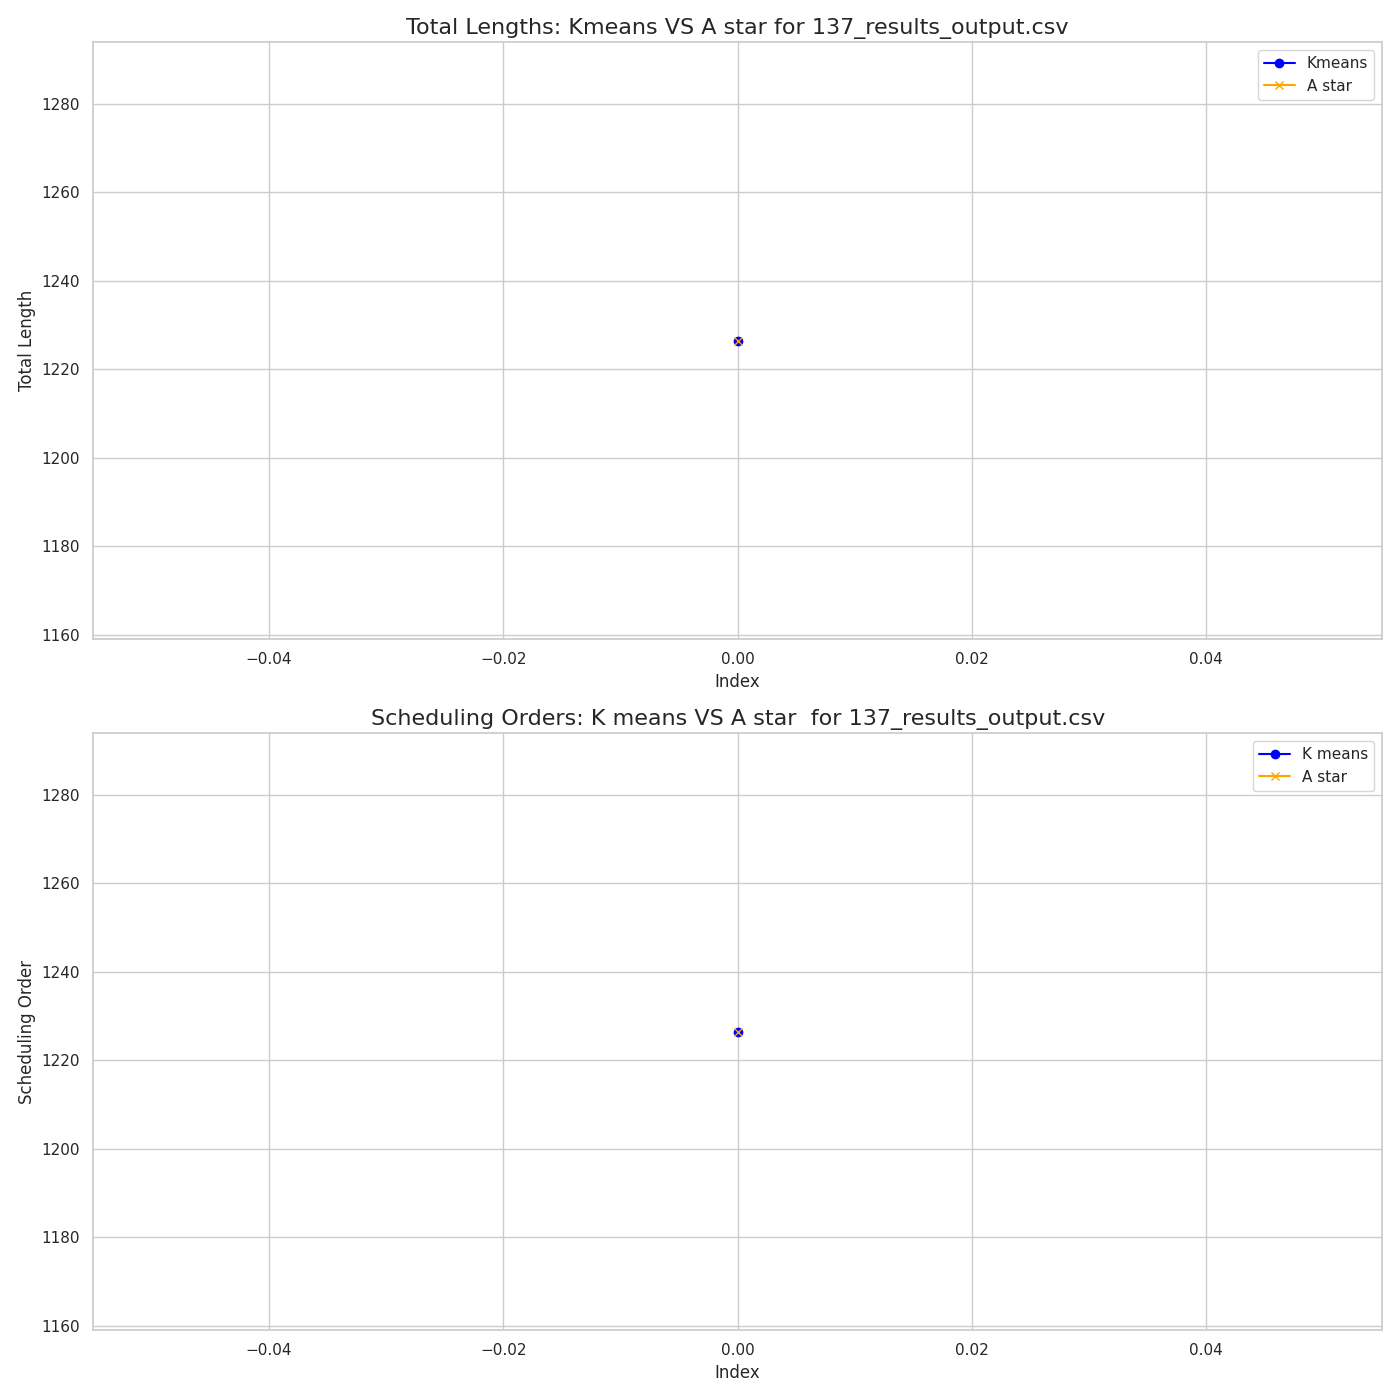 Total Lengths: Kmeans VS A star for 137_results_output.csv
Kmeans
A star
1280
1260
1240
1220
1200
1180
1160
Total Length
−0.04
−0.02
0.00
0.02
0.04
Index
Scheduling Orders: K means VS A star  for 137_results_output.csv
K means
A star
1280
1260
1240
1220
1200
1180
1160
Scheduling Order
−0.04
−0.02
0.00
0.02
0.04
Index